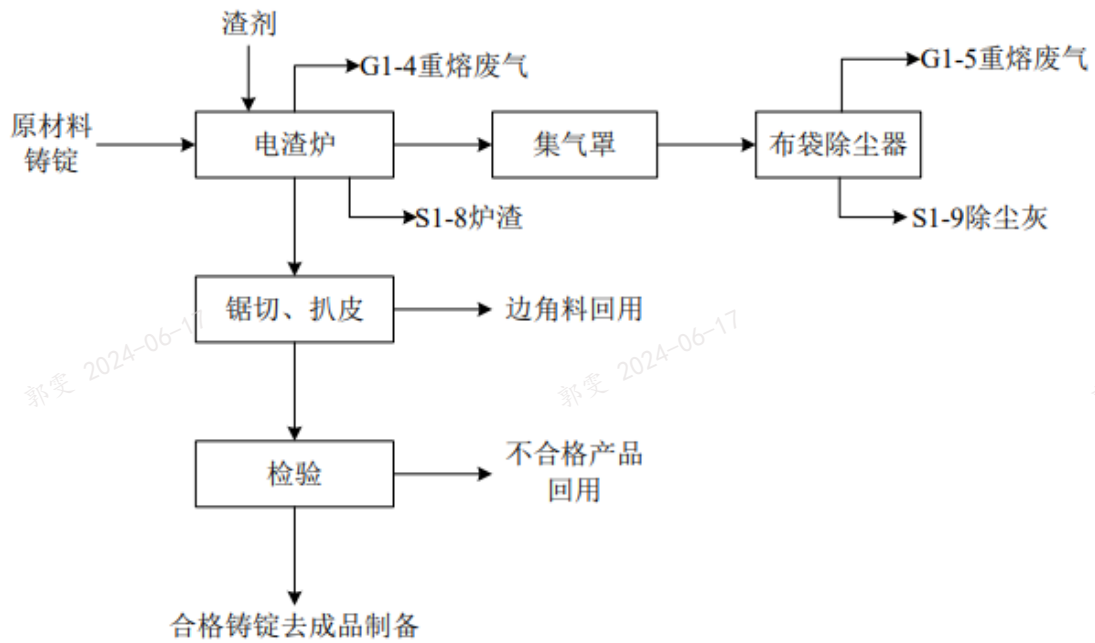 渣剂
G1-4重熔废气
G1-5重熔废气
原材料
铸锭
电渣炉
集气罩
布袋除尘器
S1-8炉渣
S1-9除尘灰
锯切、扒皮
边角料回用
郭雯 2024-06-17
郭雯 2024-06-17
检验
不合格产品
回用
合格铸锭去成品制备